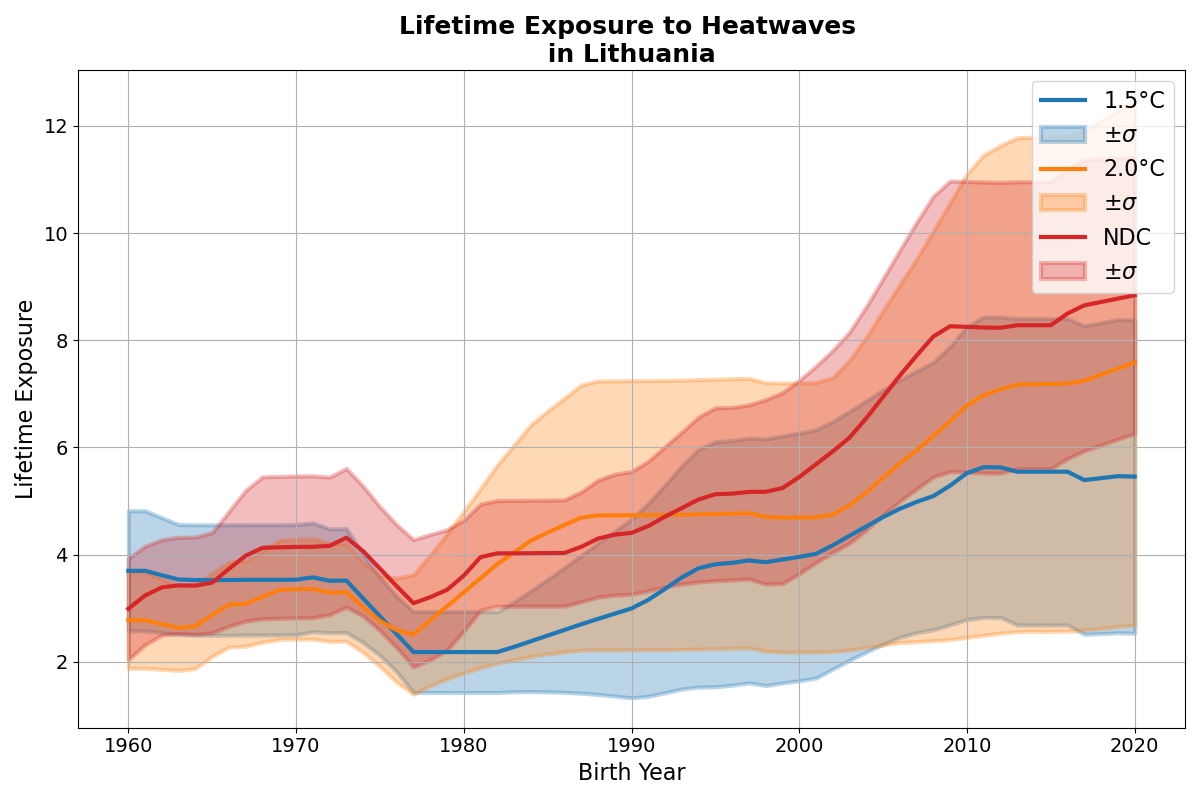 Lifetime Exposure to Heatwaves
in Lithuania
Lifetime Exposure
12
10
8
6
4
2
1960
1970
1980
1990
2000
2010
2020
Birth Year
1.5°C
±σ
2.0°C
±σ
NDC
±σ